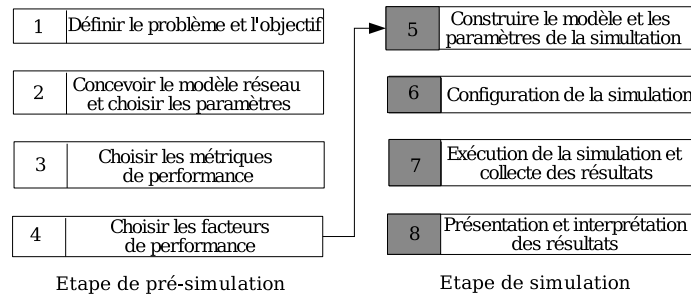 1 Définir le problème et l'objectif
2 Concevoir le modèle réseau
et choisir les paramètres
3 Choisir les métriques
de performance
4 Choisir les facteurs
de performance
Etape de pré-simulation
5 Construire le modèle et les
paramètres de la simultation
6 Configuration de la simulation
7 Exécution de la simulation et
collecte des résultats
8 Présentation et interprétation
des résultats
Etape de simulation